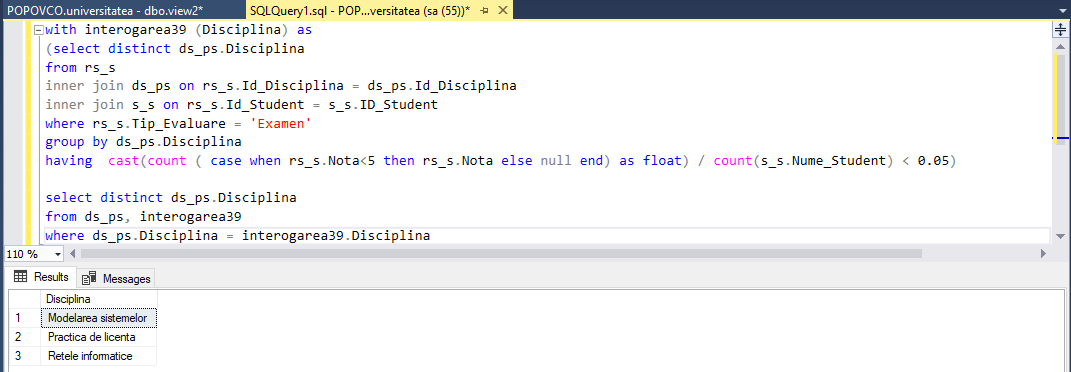 POPOVCO.universitatea - dbo.view2*
SQLQuery1.sql - POP...versitatea (sa (55))*
with interogarea39 (Disciplina) as
(select distinct ds_ps.Disciplina
from rs_s
inner join ds_ps on rs_s.Id_Disciplina = ds_ps.Id_Disciplina
inner join s_s on rs_s.Id_Student = s_s.ID_Student
where rs_s.Tip_Evaluare = 'Examen'
group by ds_ps.Disciplina
having  cast(count ( case when rs_s.Nota<5 then rs_s.Nota else null end) as float) / count(s_s.Nume_Student) < 0.05)
select distinct ds_ps.Disciplina
from ds_ps, interogarea39
where ds_ps.Disciplina = interogarea39.Disciplina
110 %
Results
Messages
Disciplina
1 Modelarea sistemelor
2 Practica de licenta
3 Retele informatice